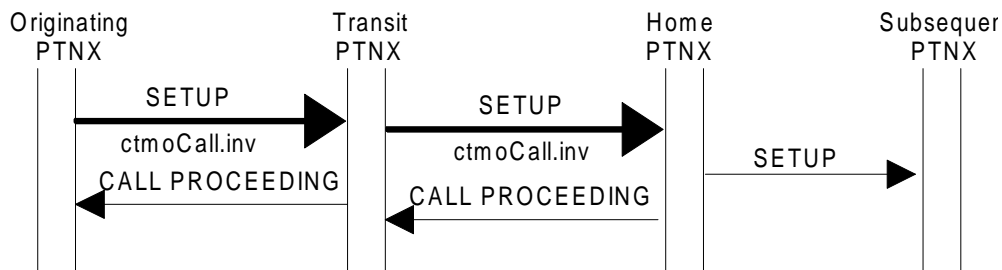 Originating
PTNX
Transit
PTNX
Home
PTNX
PTNX
SETUP
ctmoCall.inv
CALL PROCEEDING
SETUP
ctmoCall.inv
CALL PROCEEDING
SETUP